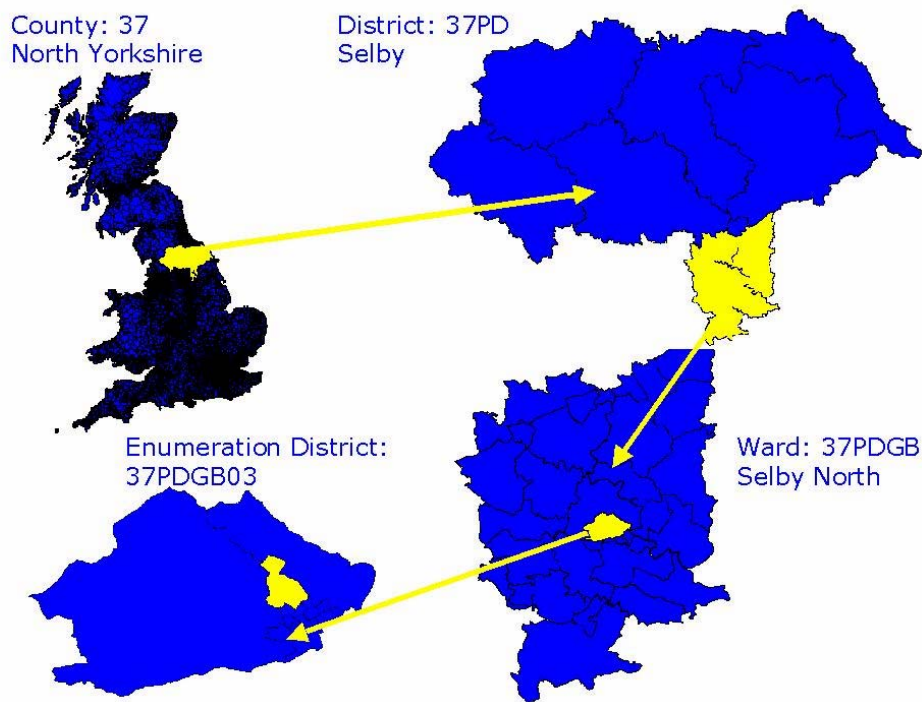 County: 37
North Yorkshire
District: 37PD
Selby
Enumeration District:
37PDGB03
Ward: 37PDGB
Selby North